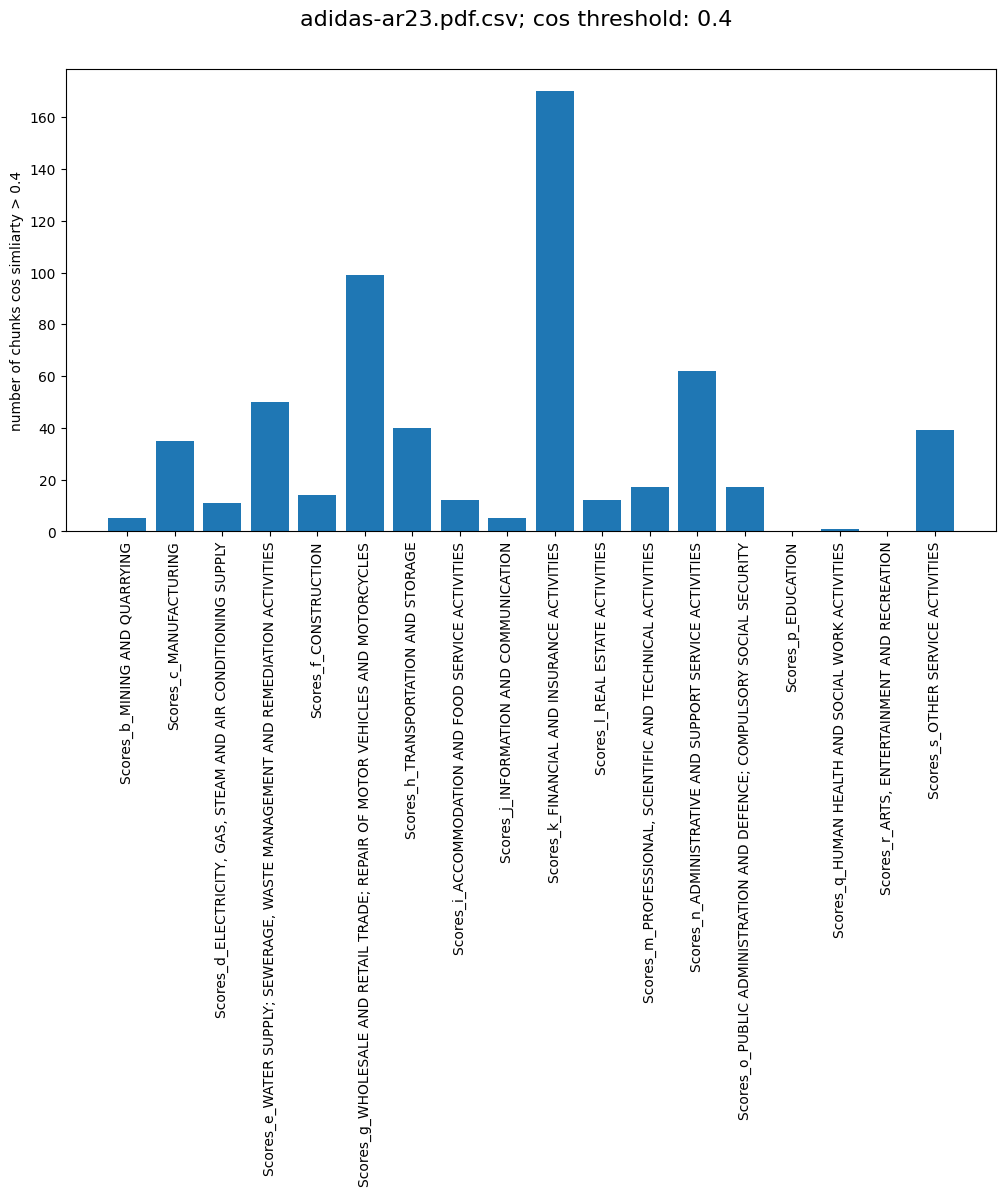 adidas-ar23.pdf.csv; cos threshold: 0.4
number of chunks cos simliarty > 0.4
160
140
120
100
80
60
40
20
0
Scores_b_MINING AND QUARRYING
Scores_c_MANUFACTURING
Scores_d_ELECTRICITY, GAS, STEAM AND AIR CONDITIONING SUPPLY
Scores_e_WATER SUPPLY; SEWERAGE, WASTE MANAGEMENT AND REMEDIATION ACTIVITIES
Scores_f_CONSTRUCTION
Scores_g_WHOLESALE AND RETAIL TRADE; REPAIR OF MOTOR VEHICLES AND MOTORCYCLES
Scores_h_TRANSPORTATION AND STORAGE
Scores_i_ACCOMMODATION AND FOOD SERVICE ACTIVITIES
Scores_j_INFORMATION AND COMMUNICATION
Scores_k_FINANCIAL AND INSURANCE ACTIVITIES
Scores_l_REAL ESTATE ACTIVITIES
Scores_m_PROFESSIONAL, SCIENTIFIC AND TECHNICAL ACTIVITIES
Scores_n_ADMINISTRATIVE AND SUPPORT SERVICE ACTIVITIES
Scores_o_PUBLIC ADMINISTRATION AND DEFENCE; COMPULSORY SOCIAL SECURITY
Scores_p_EDUCATION
Scores_q_HUMAN HEALTH AND SOCIAL WORK ACTIVITIES
Scores_r_ARTS, ENTERTAINMENT AND RECREATION
Scores_s_OTHER SERVICE ACTIVITIES